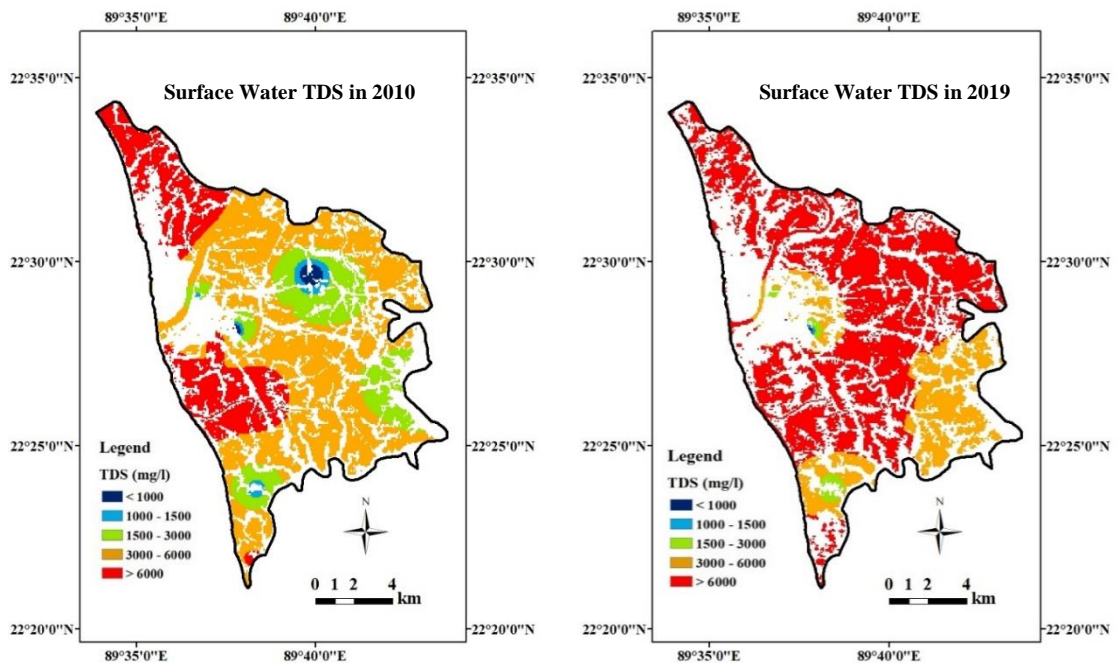 89°35'0"E 89°40'0"E
22°35'0"N 22°35'0"N
Surface Water TDS in 2010
22°30'0"N 22°30'0"N
22°25'0"N 22°25'0"N
Legend
TDS (mg/l)
< 1000
1000 - 1500
1500 - 3000
3000 - 6000
> 6000
N
0 1 2 4
km
22°20'0"N 22°20'0"N
89°35'0"E 89°40'0"E
89°35'0"E 89°40'0"E
22°35'0"N 22°35'0"N
Surface Water TDS in 2019
22°30'0"N 22°30'0"N
22°25'0"N 22°25'0"N
Legend
TDS (mg/l)
< 1000
1000 - 1500
1500 - 3000
3000 - 6000
> 6000
N
0 1 2 4
km
22°20'0"N 22°20'0"N
89°35'0"E 89°40'0"E